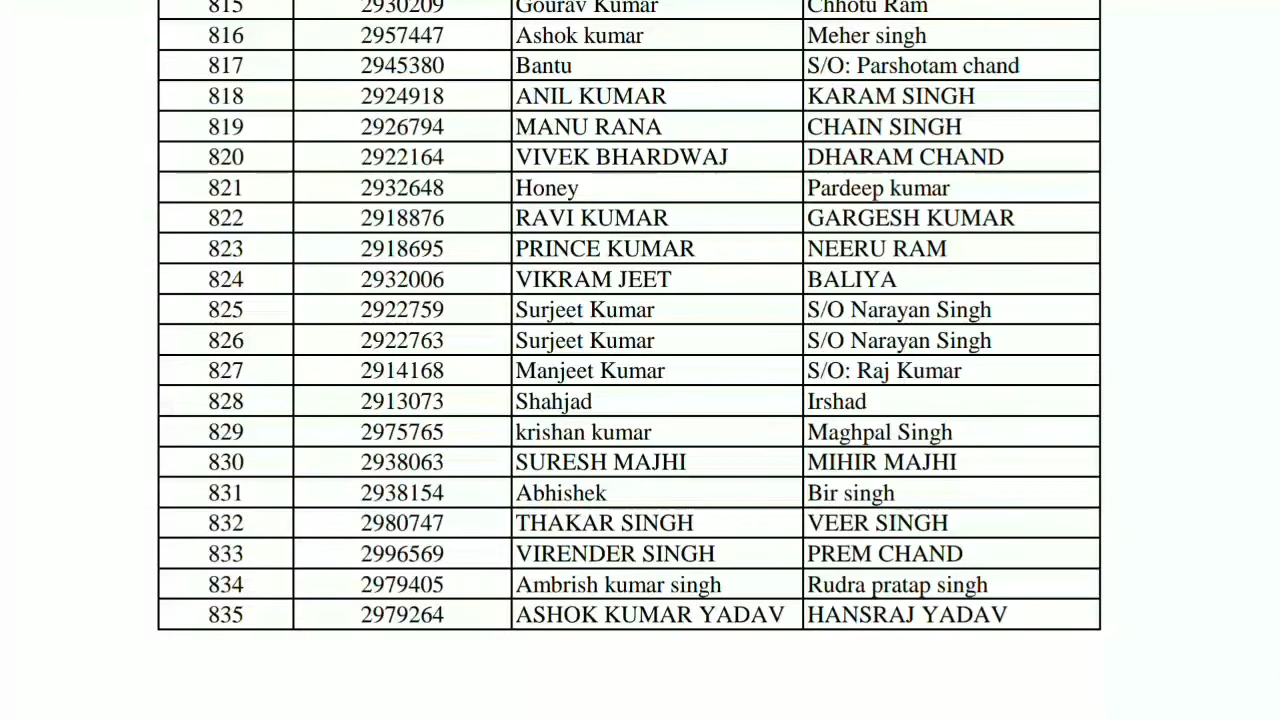 815 2930209 Gourav Kumar Chhotu Ram
816 2957447 Ashok kumar Meher singh
817 2945380 Bantu S/O: Parshotam chand
818 2924918 ANIL KUMAR KARAM SINGH
819 2926794 MANU RANA CHAIN SINGH
820 2922164 VIVEK BHARDWAJ DHARAM CHAND
821 2932648 Honey Pardeep kumar
822 2918876 RAVI KUMAR GARGESH KUMAR
823 2918695 PRINCE KUMAR NEERU RAM
824 2932006 VIKRAM JEET BALIYA
825 2922759 Surjeet Kumar S/O Narayan Singh
826 2922763 Surjeet Kumar S/O Narayan Singh
827 2914168 Manjeet Kumar S/O: Raj Kumar
828 2913073 Shahjad Irshad
829 2975765 krishan kumar Maghpal Singh
830 2938063 SURESH MAJHI MIHIR MAJHI
831 2938154 Abhishek Bir singh
832 2980747 THAKAR SINGH VEER SINGH
833 2996569 VIRENDER SINGH PREM CHAND
834 2979405 Ambrish kumar singh Rudra pratap singh
835 2979264 ASHOK KUMAR YADAV HANSRAJ YADAV